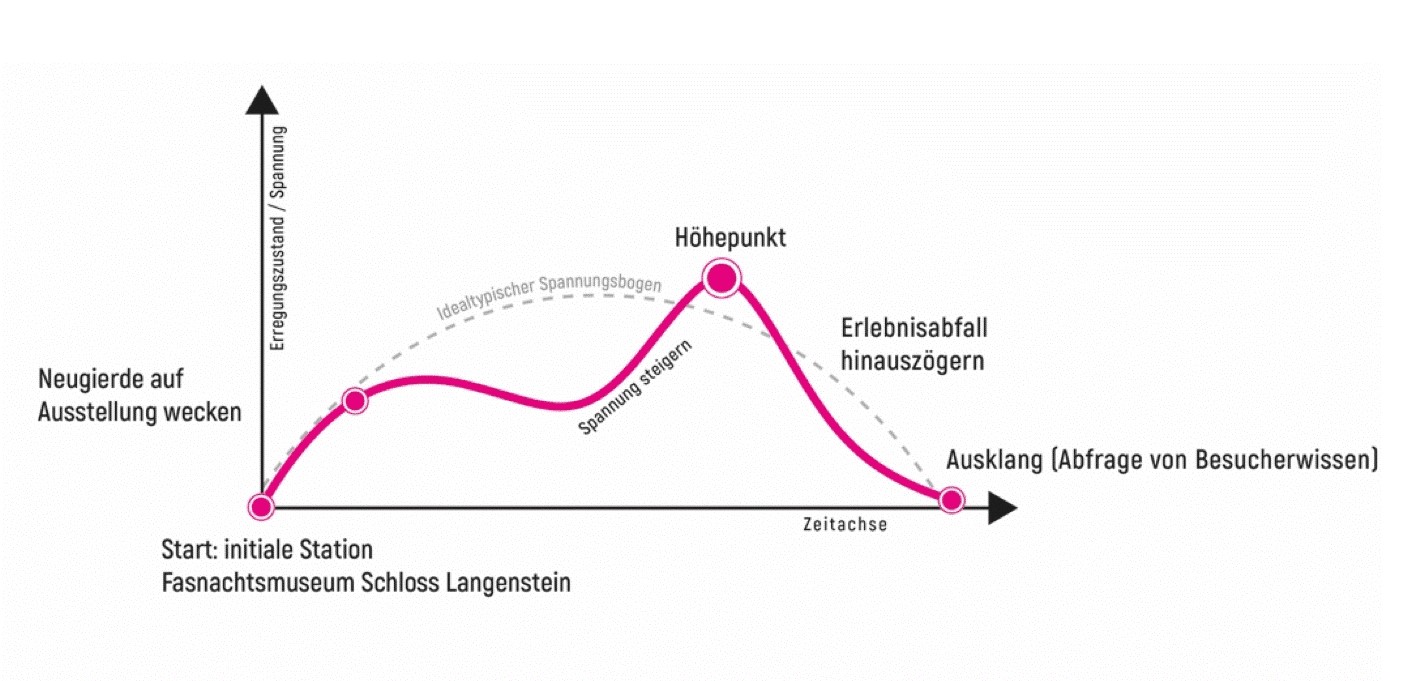 Erregungszustand / Spannung
Höhepunkt
Idealtypischer Spannungsbogen
Erlebnisabfall
hinauszögern
Neugierde auf
Ausstellung wecken
Spannung steigern
Ausklang (Abfrage von Besucherwissen)
Zeitachse
Start: initiale Station
Fasnachtsmuseum Schloss Langenstein